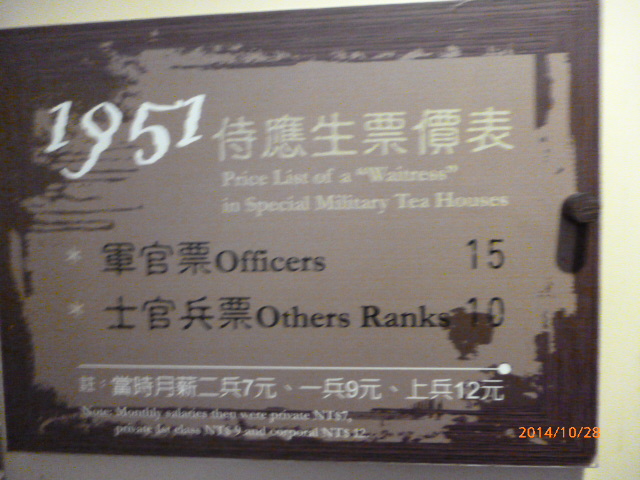 1951 侍應生票價表
Price List of a "Waitress"
in Special Military Tea Houses
* 軍官票Officers 15
* 士官兵票Others Ranks 10
註：當時月薪二兵7元、一兵9元、上兵12元
Note: Monthly salaries then were private NT$7,
private 1st class NT$ 9 and corporal NT$ 12
2014/10/28